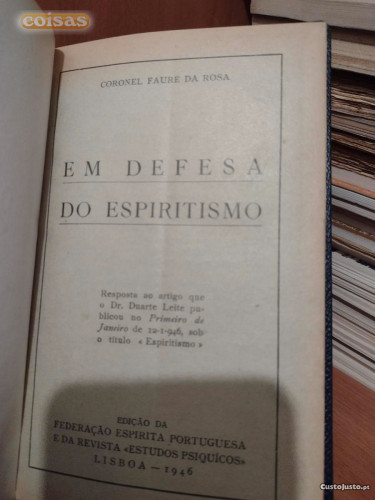 coisas
CORONEL FAURE DA ROSA
EM DEFESA
DO ESPIRITISMO
Resposta ao artigo que
o Dr. Duarte Leite pu-
blicou no Primeiro de
Janeiro de 12-1-946, sob
o título «Espiritismo»
EDIÇÃO DA
FEDERAÇÃO ESPIRITA PORTUGUESA
E DA REVISTA «ESTUDOS PSIQUÍCOS»
LISBOA — 1946
CustoJusto.pt